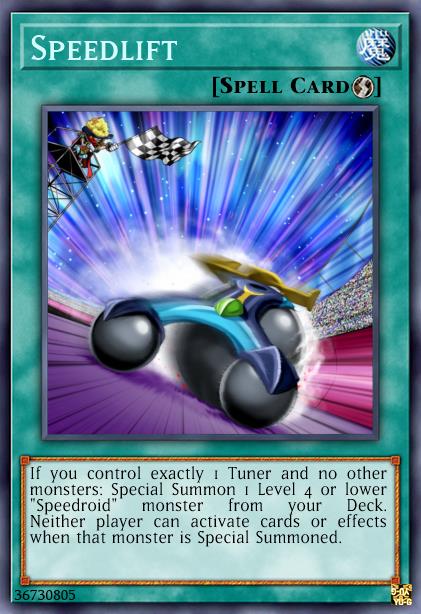 Speedlift
魔
[Spell Card]
If you control exactly 1 Tuner and no other
monsters: Special Summon 1 Level 4 or lower
"Speedroid" monster from your Deck.
Neither player can activate cards or effects
when that monster is Special Summoned.
36730805